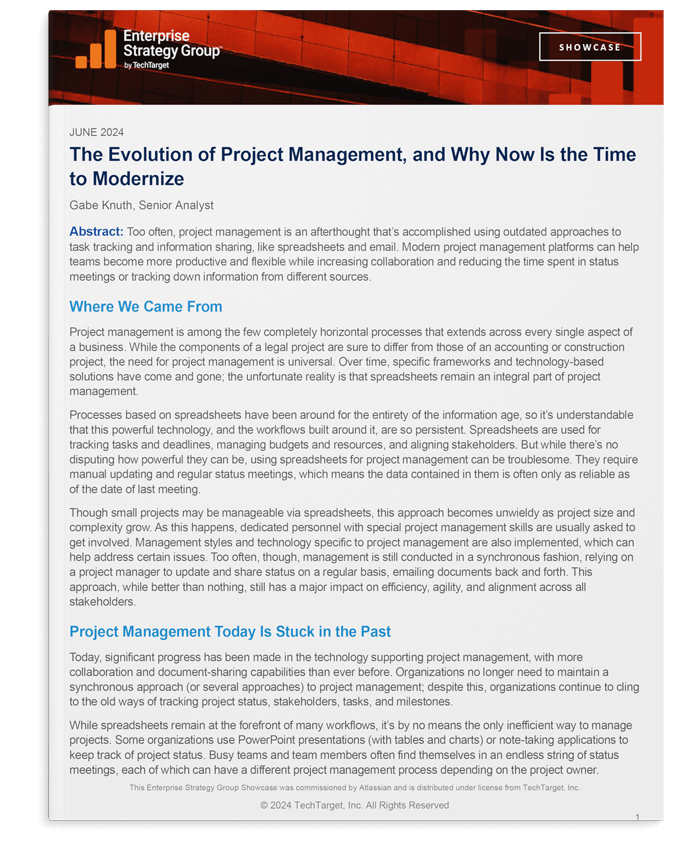 Enterprise
Strategy Group
by TechTarget
SHOWCASE
JUNE 2024
The Evolution of Project Management, and Why Now Is the Time
to Modernize
Gabe Knuth, Senior Analyst
Abstract: Too often, project management is an afterthought that's accomplished using outdated approaches to
task tracking and information sharing, like spreadsheets and email. Modern project management platforms can help
teams become more productive and flexible while increasing collaboration and reducing the time spent in status
meetings or tracking down information from different sources.
Where We Came From
Project management is among the few completely horizontal processes that extends across every single aspect of
a business. While the components of a legal project are sure to differ from those of an accounting or construction
project, the need for project management is universal. Over time, specific frameworks and technology-based
solutions have come and gone; the unfortunate reality is that spreadsheets remain an integral part of project
management.
Processes based on spreadsheets have been around for the entirety of the information age, so it's understandable
that this powerful technology, and the workflows built around it, are so persistent. Spreadsheets are used for
tracking tasks and deadlines, managing budgets and resources, and aligning stakeholders. But while there's no
disputing how powerful they can be, using spreadsheets for project management can be troublesome. They require
manual updating and regular status meetings, which means the data contained in them is often only as reliable as
of the date of last meeting.
Though small projects may be manageable via spreadsheets, this approach becomes unwieldy as project size and
complexity grow. As this happens, dedicated personnel with special project management skills are usually asked to
get involved. Management styles and technology specific to project management are also implemented, which can
help address certain issues. Too often, though, management is still conducted in a synchronous fashion, relying on
a project manager to update and share status on a regular basis, emailing documents back and forth. This
approach, while better than nothing, still has a major impact on efficiency, agility, and alignment across all
stakeholders.
Project Management Today Is Stuck in the Past
Today, significant progress has been made in the technology supporting project management, with more
collaboration and document-sharing capabilities than ever before. Organizations no longer need to maintain a
synchronous approach (or several approaches) to project management; despite this, organizations continue to cling
to the old ways of tracking project status, stakeholders, tasks, and milestones.
While spreadsheets remain at the forefront of many workflows, it's by no means the only inefficient way to manage
projects. Some organizations use PowerPoint presentations (with tables and charts) or note-taking applications to
keep track of project status. Busy teams and team members often find themselves in an endless string of status
meetings, each of which can have a different project management process depending on the project owner.
This Enterprise Strategy Group Showcase was commissioned by Atlassian and is distributed under license from TechTarget, Inc.
© 2024 TechTarget, Inc. All Rights Reserved
1